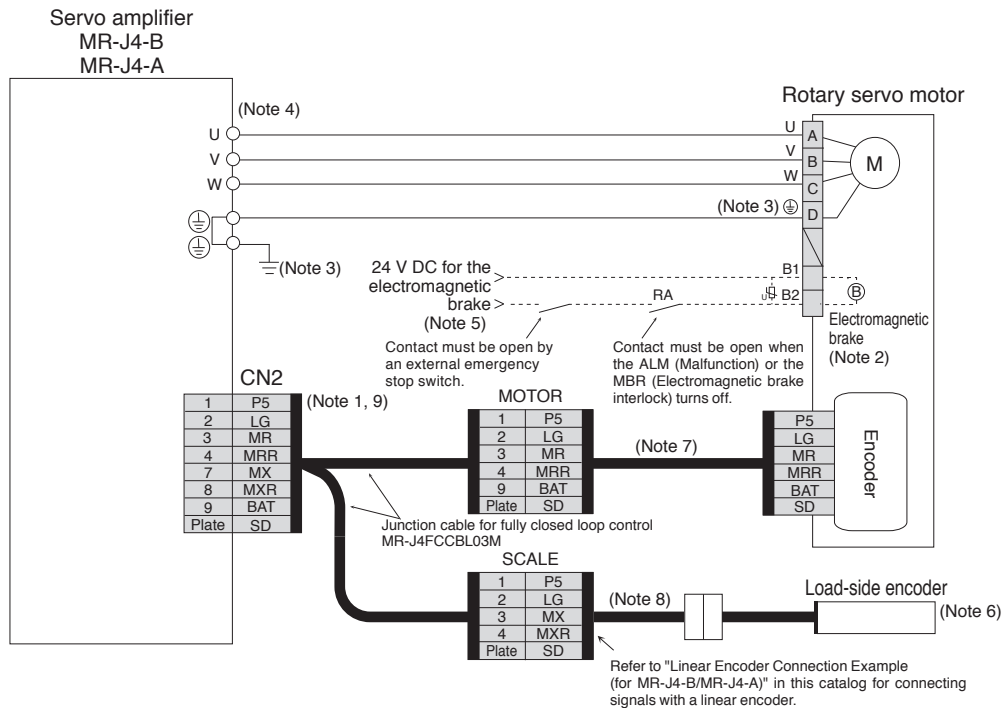 Servo amplifier
MR-J4-B
MR-J4-A
Rotary servo motor
(Note 4)
U
V
W
U
V
W
A
B
C
D
M
(Note 3)
(Note 3)
24 V DC for the
electromagnetic
brake
(Note 5)
RA
B1
B2
U
B
Electromagnetic
brake
(Note 2)
Contact must be open by
an external emergency
stop switch.
Contact must be open when
the ALM (Malfunction) or the
MBR (Electromagnetic brake
interlock) turns off.
CN2
(Note 1, 9)
1 P5
2 LG
3 MR
4 MRR
7 MX
8 MXR
9 BAT
Plate SD
MOTOR
1 P5
2 LG
3 MR
4 MRR
9 BAT
Plate SD
(Note 7)
P5
LG
MR
MRR
BAT
SD
Encoder
Junction cable for fully closed loop control
MR-J4FCCBL03M
SCALE
1 P5
2 LG
3 MX
4 MXR
Plate SD
(Note 8)
Load-side encoder
(Note 6)
Refer to "Linear Encoder Connection Example
(for MR-J4-B/MR-J4-A)" in this catalog for connecting
signals with a linear encoder.